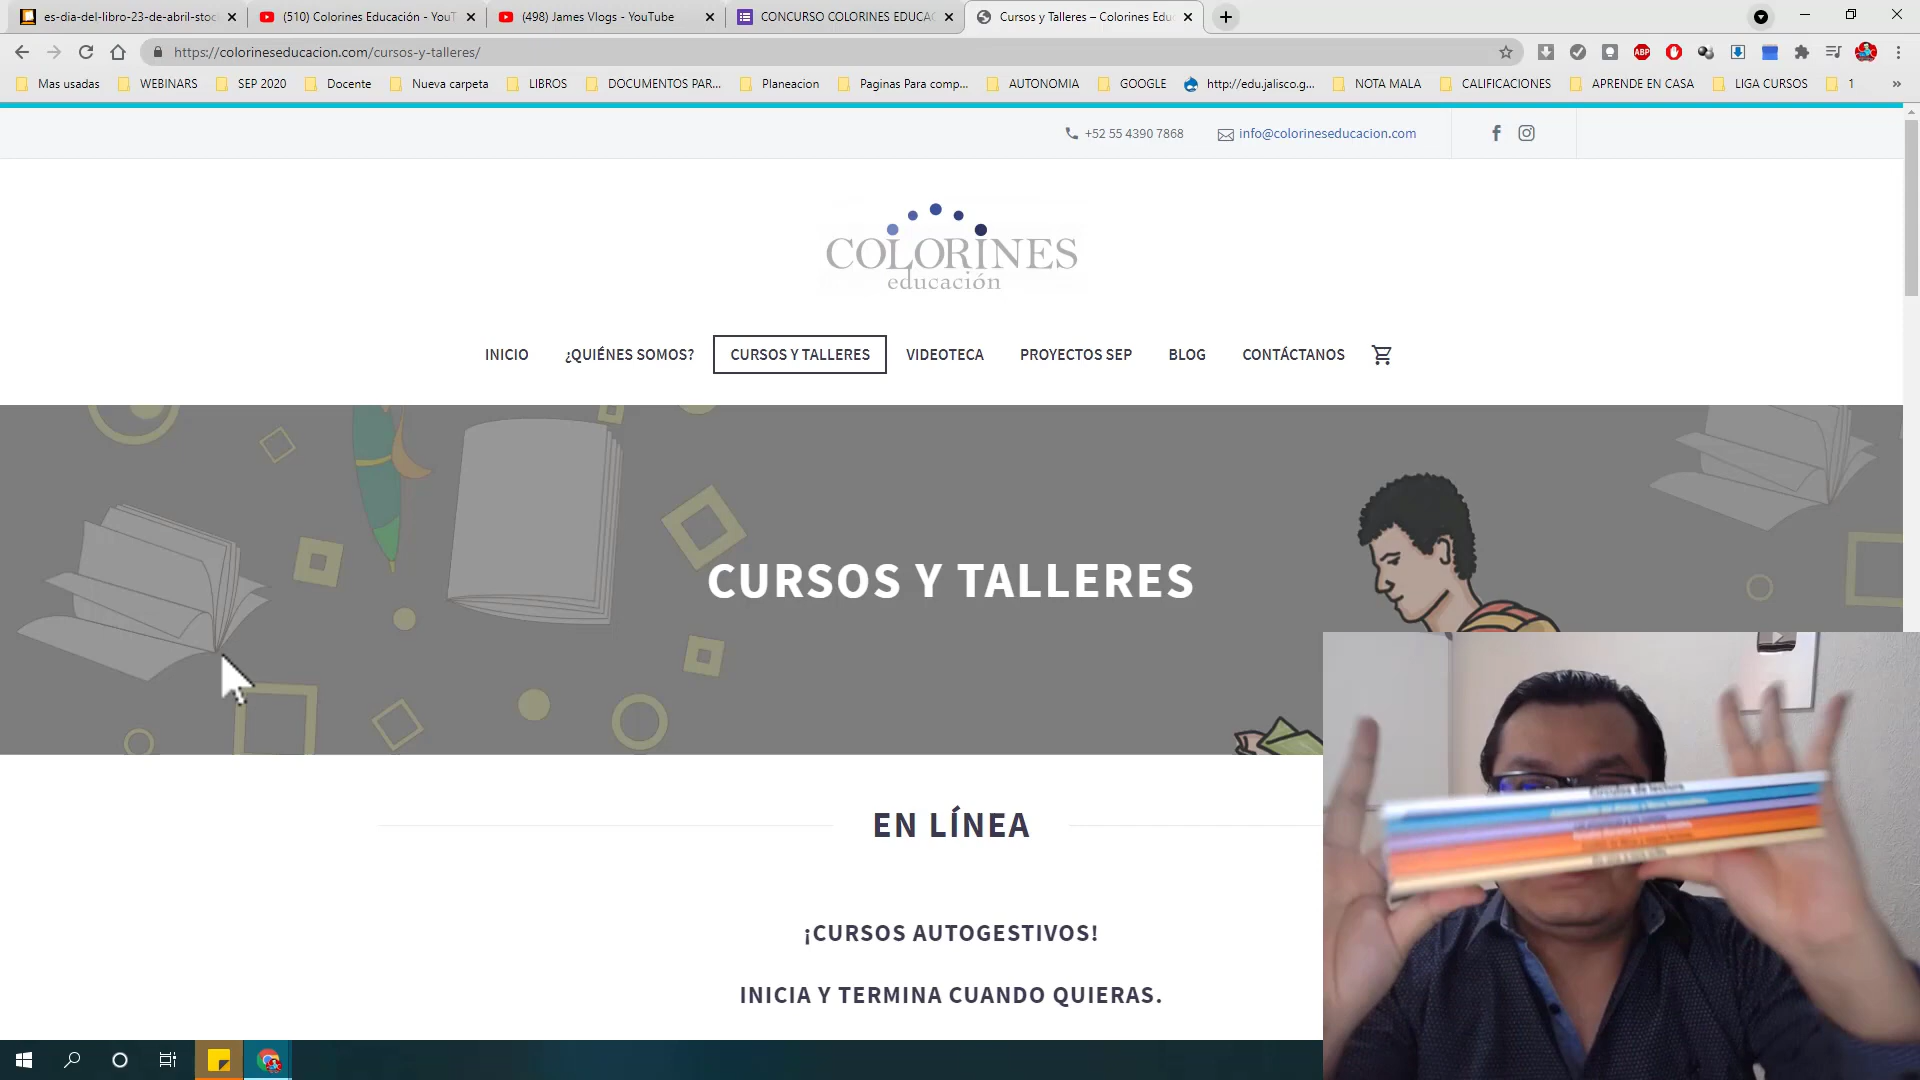 es-dia-del-libro-23-de-abril-stoc
(510) Colorines Educación - YouT
(498) James Vlogs - YouTube
CONCURSO COLORINES EDUCAC
Cursos y Talleres – Colorines Edu
https://colorineseducacion.com/cursos-y-talleres/
ABP
Mas usadas
WEBINARS
SEP 2020
Docente
Nueva carpeta
LIBROS
DOCUMENTOS PAR...
Planeacion
Paginas Para comp...
AUTONOMIA
GOOGLE
http://edu.jalisco.g...
NOTA MALA
CALIFICACIONES
APRENDE EN CASA
LIGA CURSOS
1
+52 55 4390 7868
info@colorineseducacion.com
COLORINES
educación
INICIO
¿QUIÉNES SOMOS?
CURSOS Y TALLERES
VIDEOTECA
PROYECTOS SEP
BLOG
CONTÁCTANOS
CURSOS Y TALLERES
EN LÍNEA
¡CURSOS AUTOGESTIVOS!
INICIA Y TERMINA CUANDO QUIERAS.